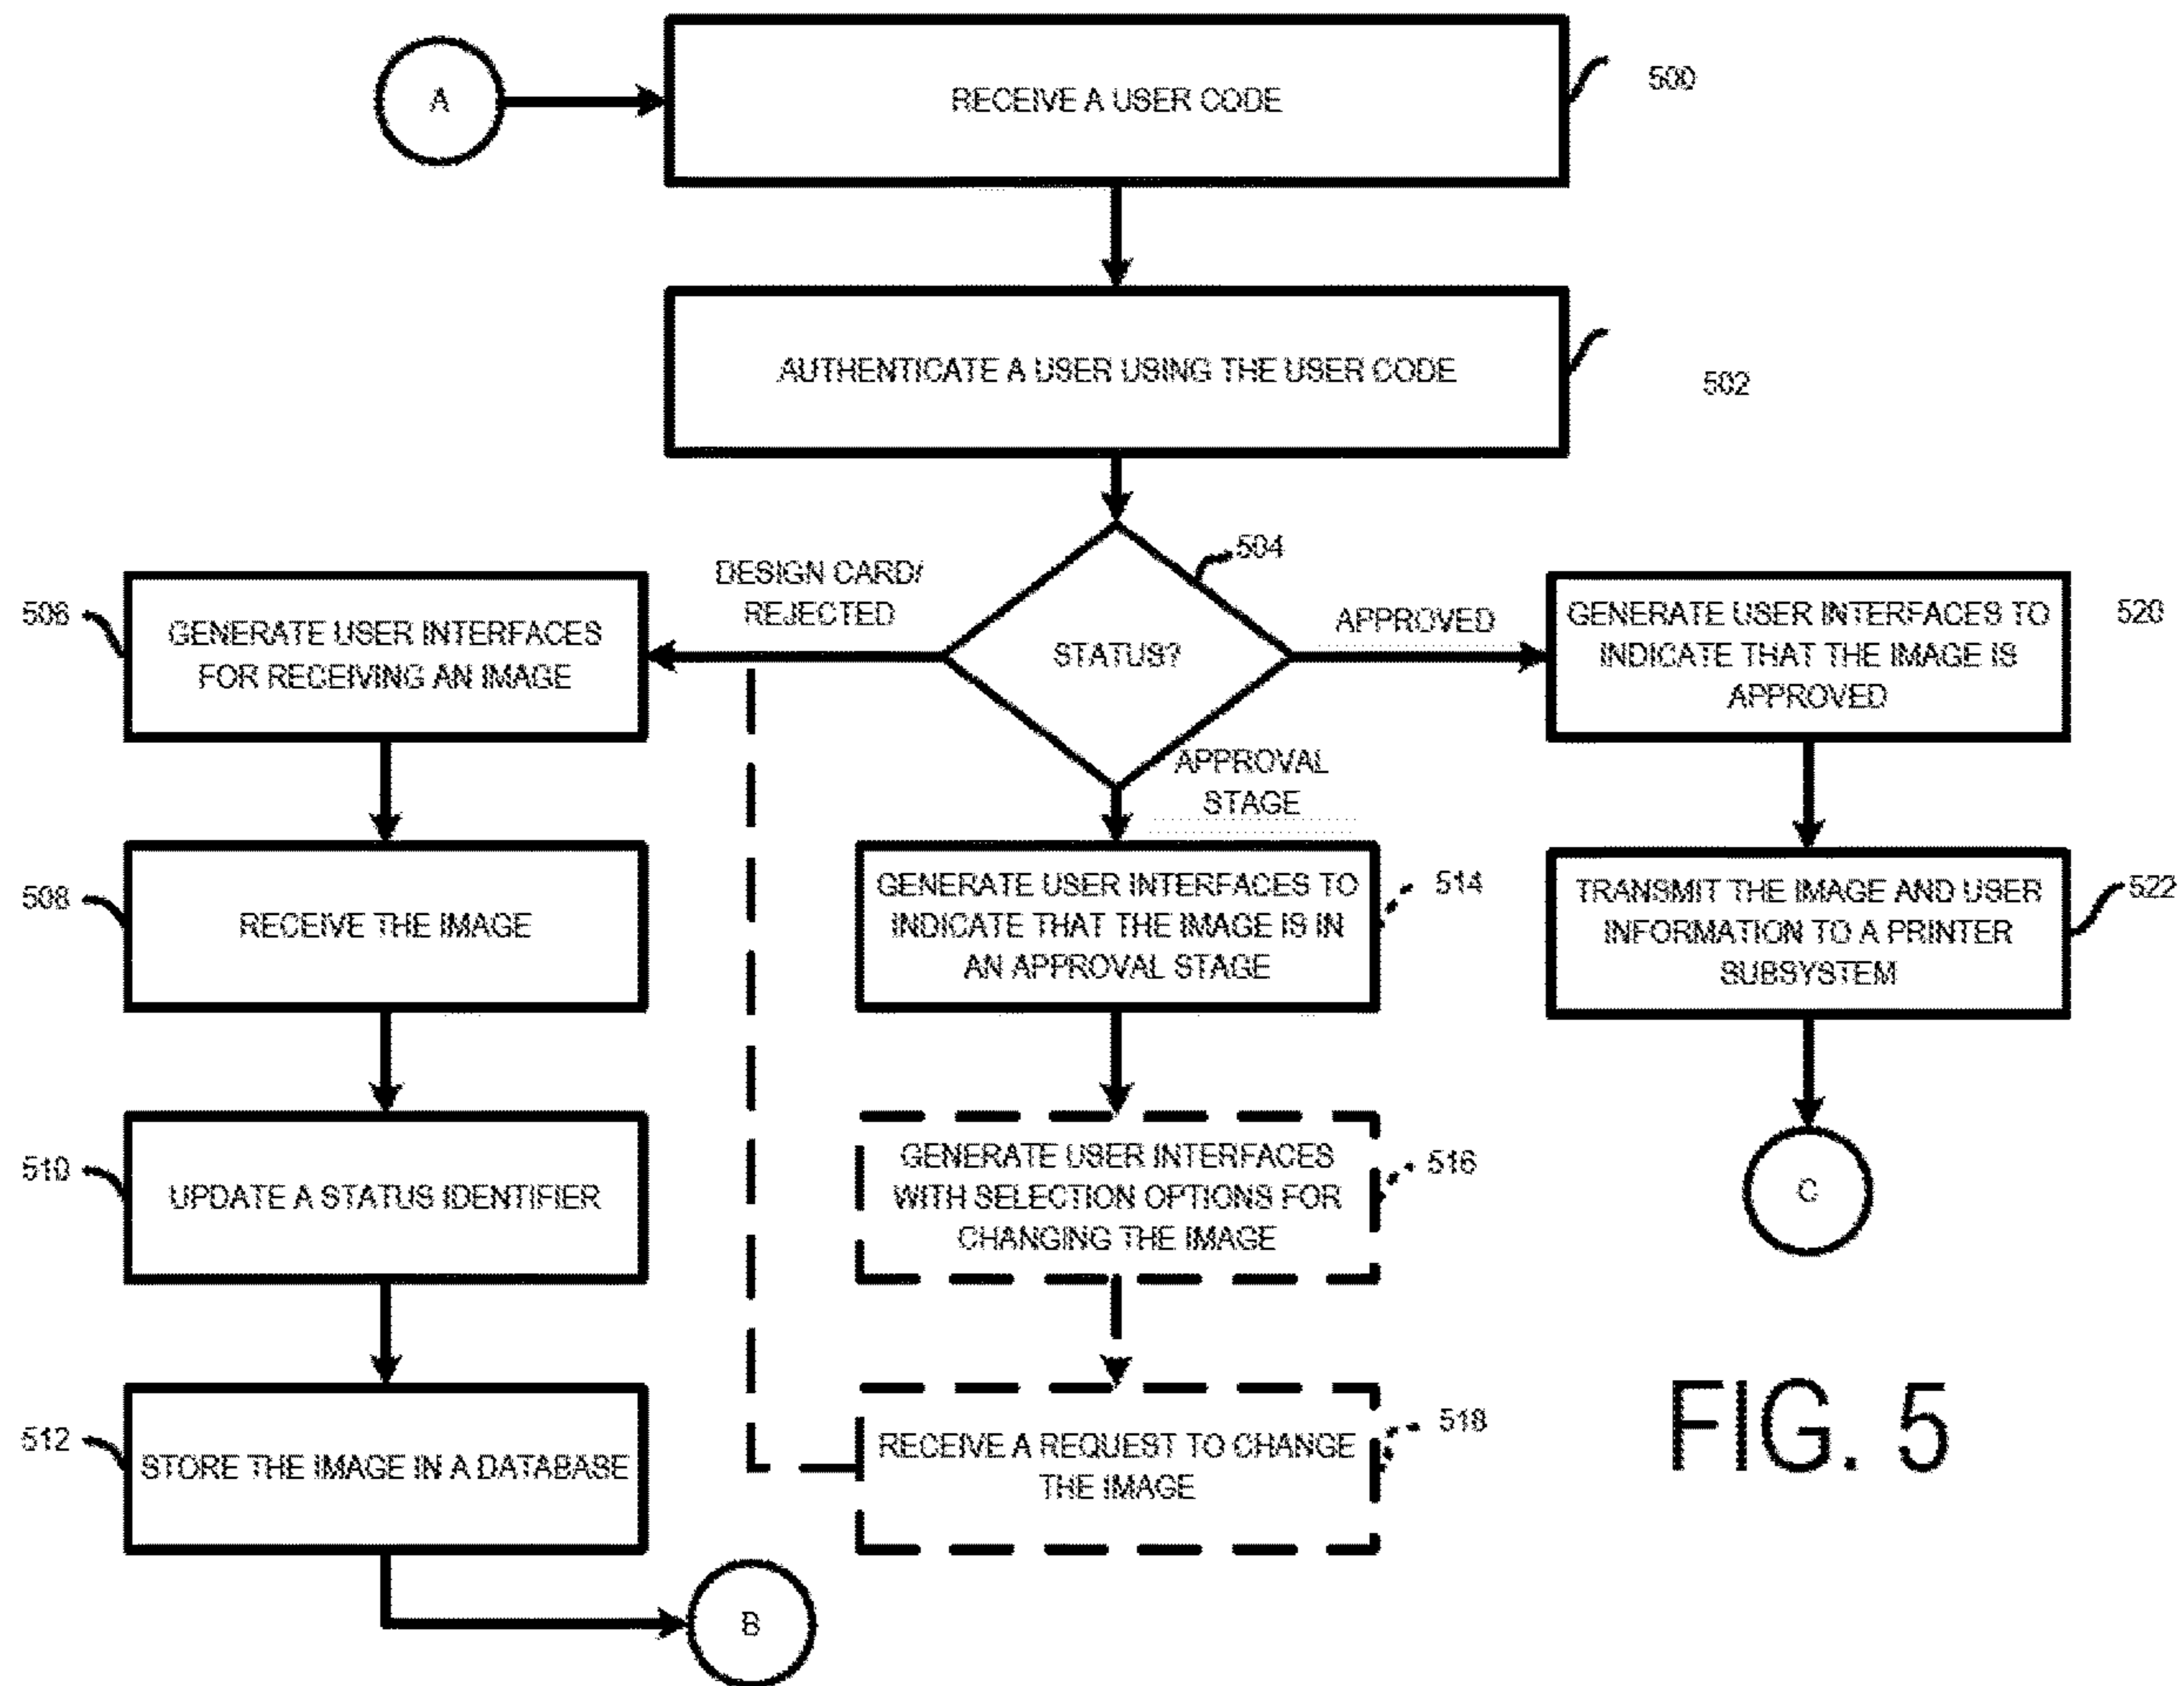 A
RECEIVE A USER CODE
500
AUTHENTICATE A USER USING THE USER CODE
502
504
STATUS?
DESIGN CARD/
REJECTED
APPROVED
APPROVAL
STAGE
506
GENERATE USER INTERFACES
FOR RECEIVING AN IMAGE
508
RECEIVE THE IMAGE
510
UPDATE A STATUS IDENTIFIER
512
STORE THE IMAGE IN A DATABASE
B
GENERATE USER INTERFACES TO
INDICATE THAT THE IMAGE IS IN
AN APPROVAL STAGE
514
GENERATE USER INTERFACES
WITH SELECTION OPTIONS FOR
CHANGING THE IMAGE
516
RECEIVE A REQUEST TO CHANGE
THE IMAGE
518
GENERATE USER INTERFACES TO
INDICATE THAT THE IMAGE IS
APPROVED
520
TRANSMIT THE IMAGE AND USER
INFORMATION TO A PRINTER
SUBSYSTEM
522
C
FIG. 5